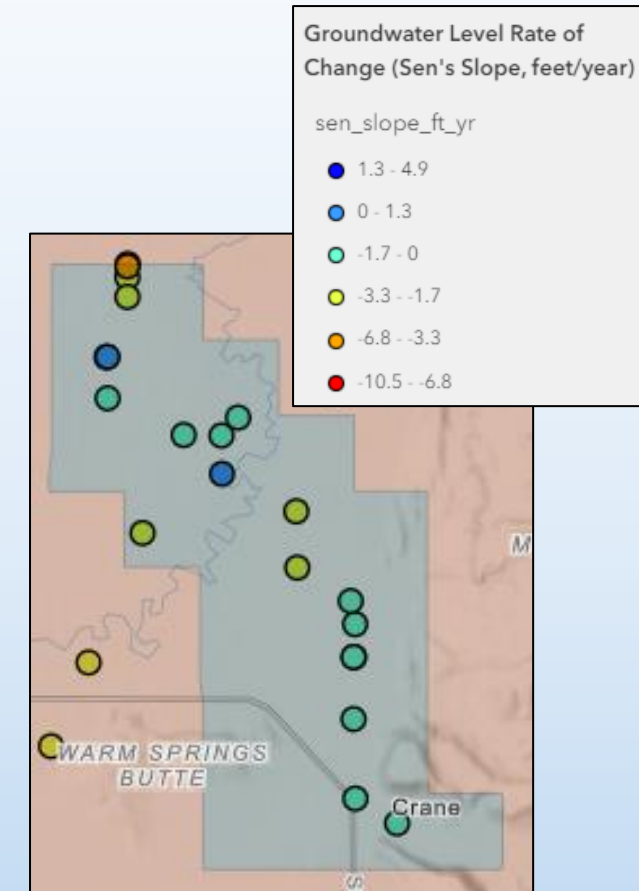 Groundwater Level Rate of
Change (Sen's Slope, feet/year)
sen_slope_ft_yr
1.3 - 4.9
0 - 1.3
-1.7 - 0
-3.3 - -1.7
-6.8 - -3.3
-10.5 - -6.8
M
WARM SPRINGS
BUTTE
Crane
S